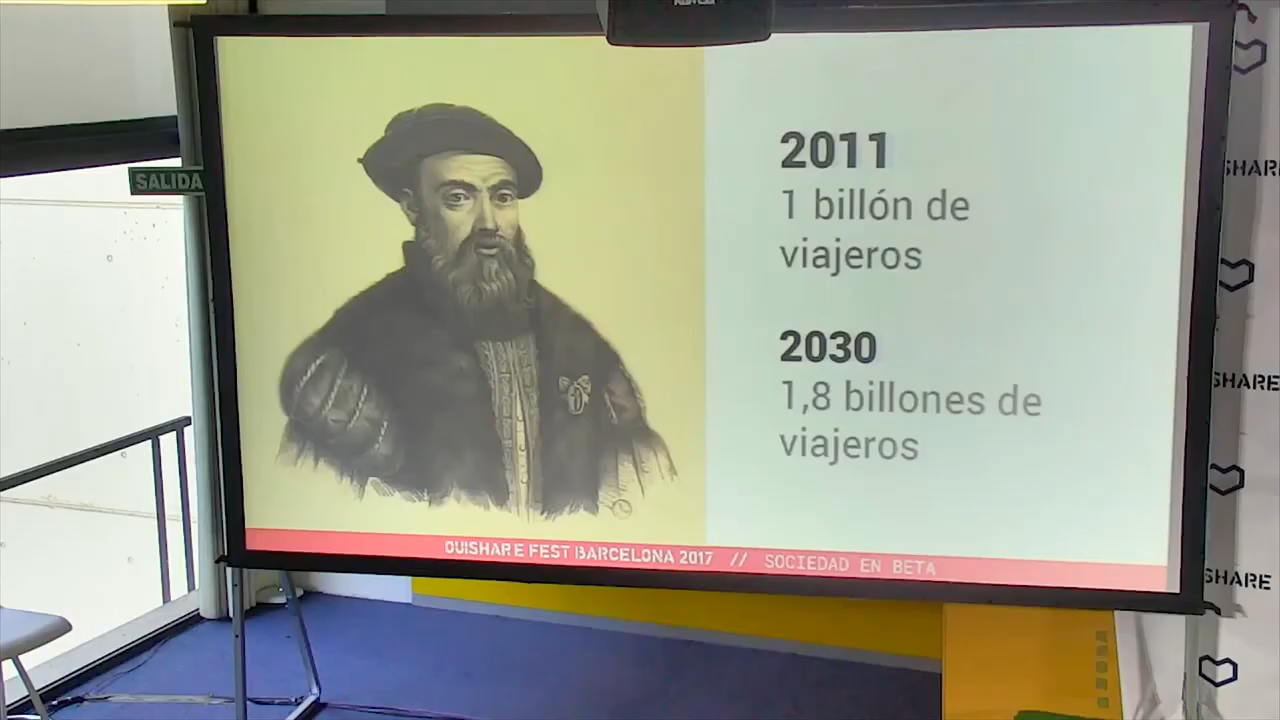 SALIDA
2011
1 billón de
viajeros
2030
1,8 billones de
viajeros
OUISHARE FEST BARCELONA 2017 // SOCIEDAD EN BETA
SHARE
SHARE
SHARE